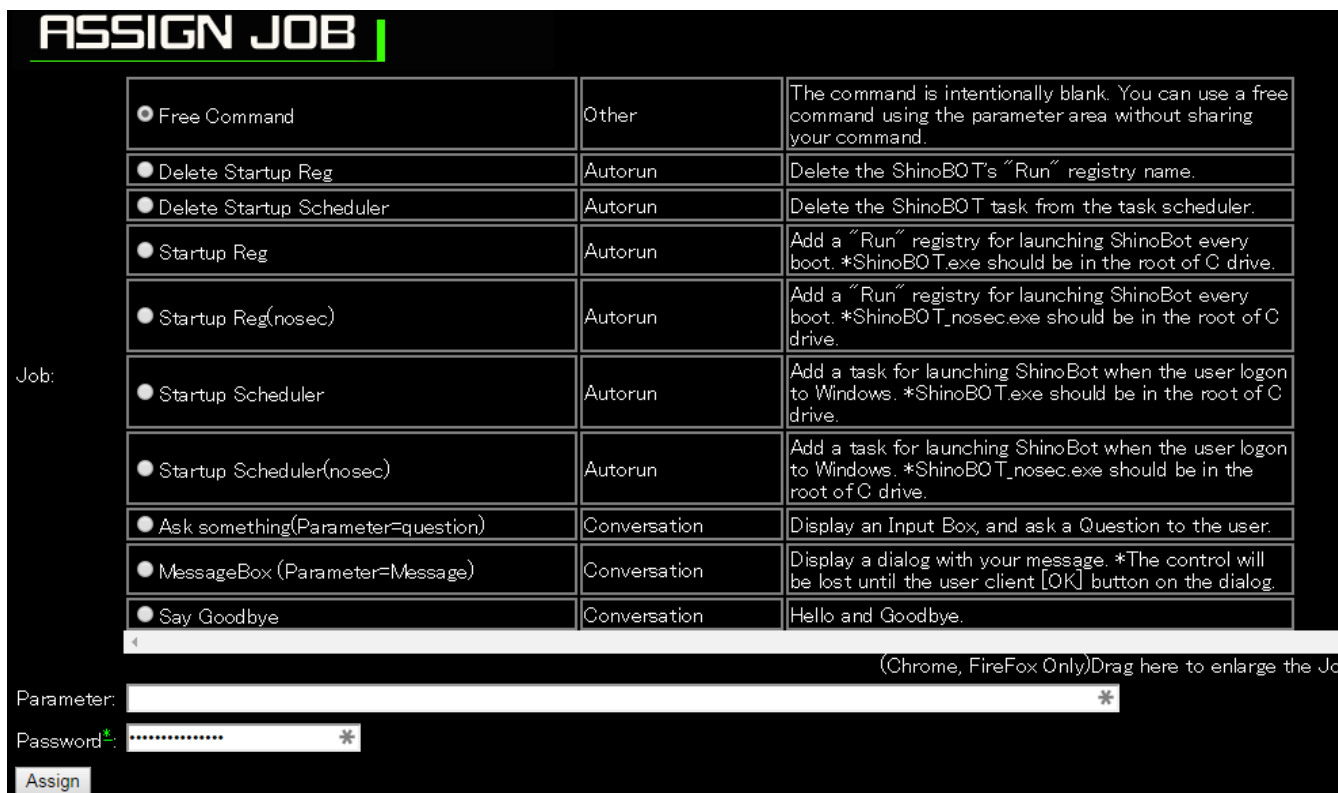 ASSIGN JOB
Free Command
Other
The command is intentionally blank. You can use a free
command using the parameter area without sharing
your command.
Delete Startup Reg
Autorun
Delete the ShinoBOT's "Run" registry name.
Delete Startup Scheduler
Autorun
Delete the ShinoBOT task from the task scheduler.
Startup Reg
Autorun
Add a "Run" registry for launching ShinoBot every
boot. *ShinoBOT.exe should be in the root of C drive.
Startup Reg(nosec)
Autorun
Add a "Run" registry for launching ShinoBot every
boot. *ShinoBOT_nosec.exe should be in the root of C
drive.
Job:
Startup Scheduler
Autorun
Add a task for launching ShinoBot when the user logon
to Windows. *ShinoBOT.exe should be in the root of C
drive.
Startup Scheduler(nosec)
Autorun
Add a task for launching ShinoBot when the user logon
to Windows. *ShinoBOT_nosec.exe should be in the
root of C drive.
Ask something(Parameter=question)
Conversation
Display an Input Box, and ask a Question to the user.
MessageBox (Parameter=Message)
Conversation
Display a dialog with your message. *The control will
be lost until the user client [OK] button on the dialog.
Say Goodbye
Conversation
Hello and Goodbye.
(Chrome, FireFox Only)Drag here to enlarge the Jo
Parameter:
Password*:
Assign